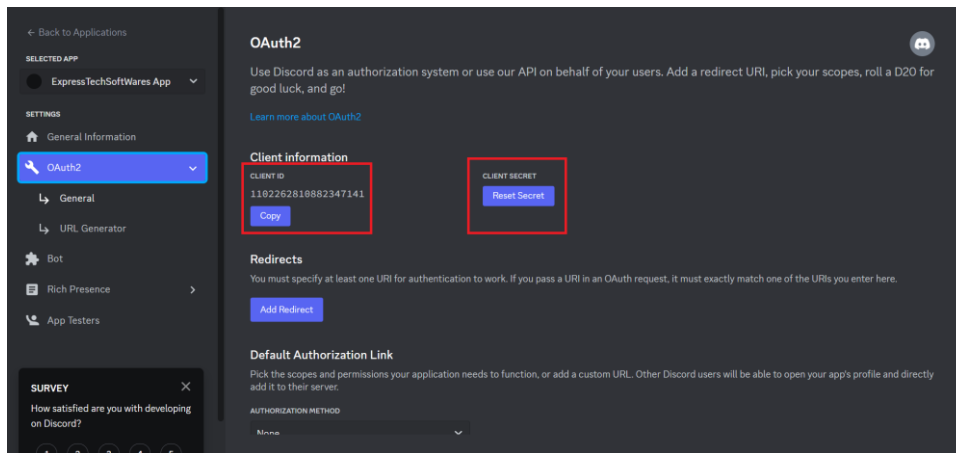 ← Back to Applications
SELECTED APP
ExpressTechSoftWares App
SETTINGS
General Information
OAuth2
General
URL Generator
Bot
Rich Presence
App Testers
SURVEY
How satisfied are you with developing
on Discord?
1 2 3 4 5
OAuth2
Use Discord as an authorization system or use our API on behalf of your users. Add a redirect URI, pick your scopes, roll a D20 for
good luck, and go!
Learn more about OAuth2
Client information
CLIENT ID
1102262810882347141
Copy
CLIENT SECRET
Reset Secret
Redirects
You must specify at least one URI for authentication to work. If you pass a URI in an OAuth request, it must exactly match one of the URIs you enter here.
Add Redirect
Default Authorization Link
Pick the scopes and permissions your application needs to function, or add a custom URL. Other Discord users will be able to open your app's profile and directly
add it to their server.
AUTHORIZATION METHOD
None